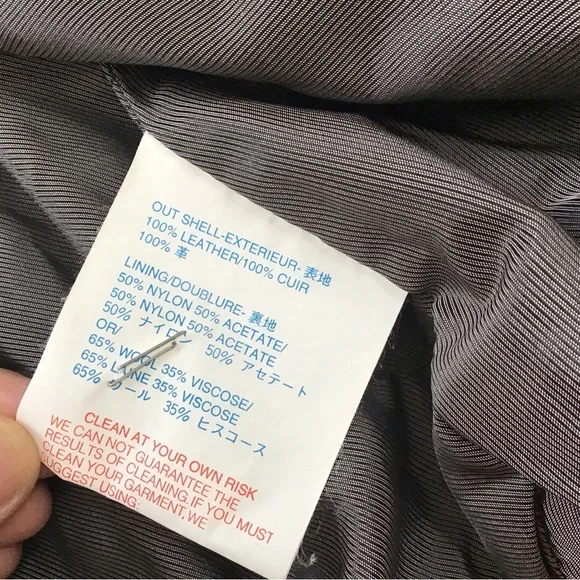 OUT SHELL-EXTERIEUR- 表地
100% LEATHER/100% CUIR
100% 革
LINING/DOUBLURE- 裏地
50% NYLON 50% ACETATE/
50% NYLON 50% ACETATE
50% ナイロン 50% アセテート
OR/
65% WOOL 35% VISCOSE/
65% LAINE 35% VISCOSE
65% ウール 35% ビスコース
CLEAN AT YOUR OWN RISK
WE CAN NOT GUARANTEE THE
RESULTS OF CLEANING. IF YOU MUST
CLEAN YOUR GARMENT, WE
SUGGEST USING: